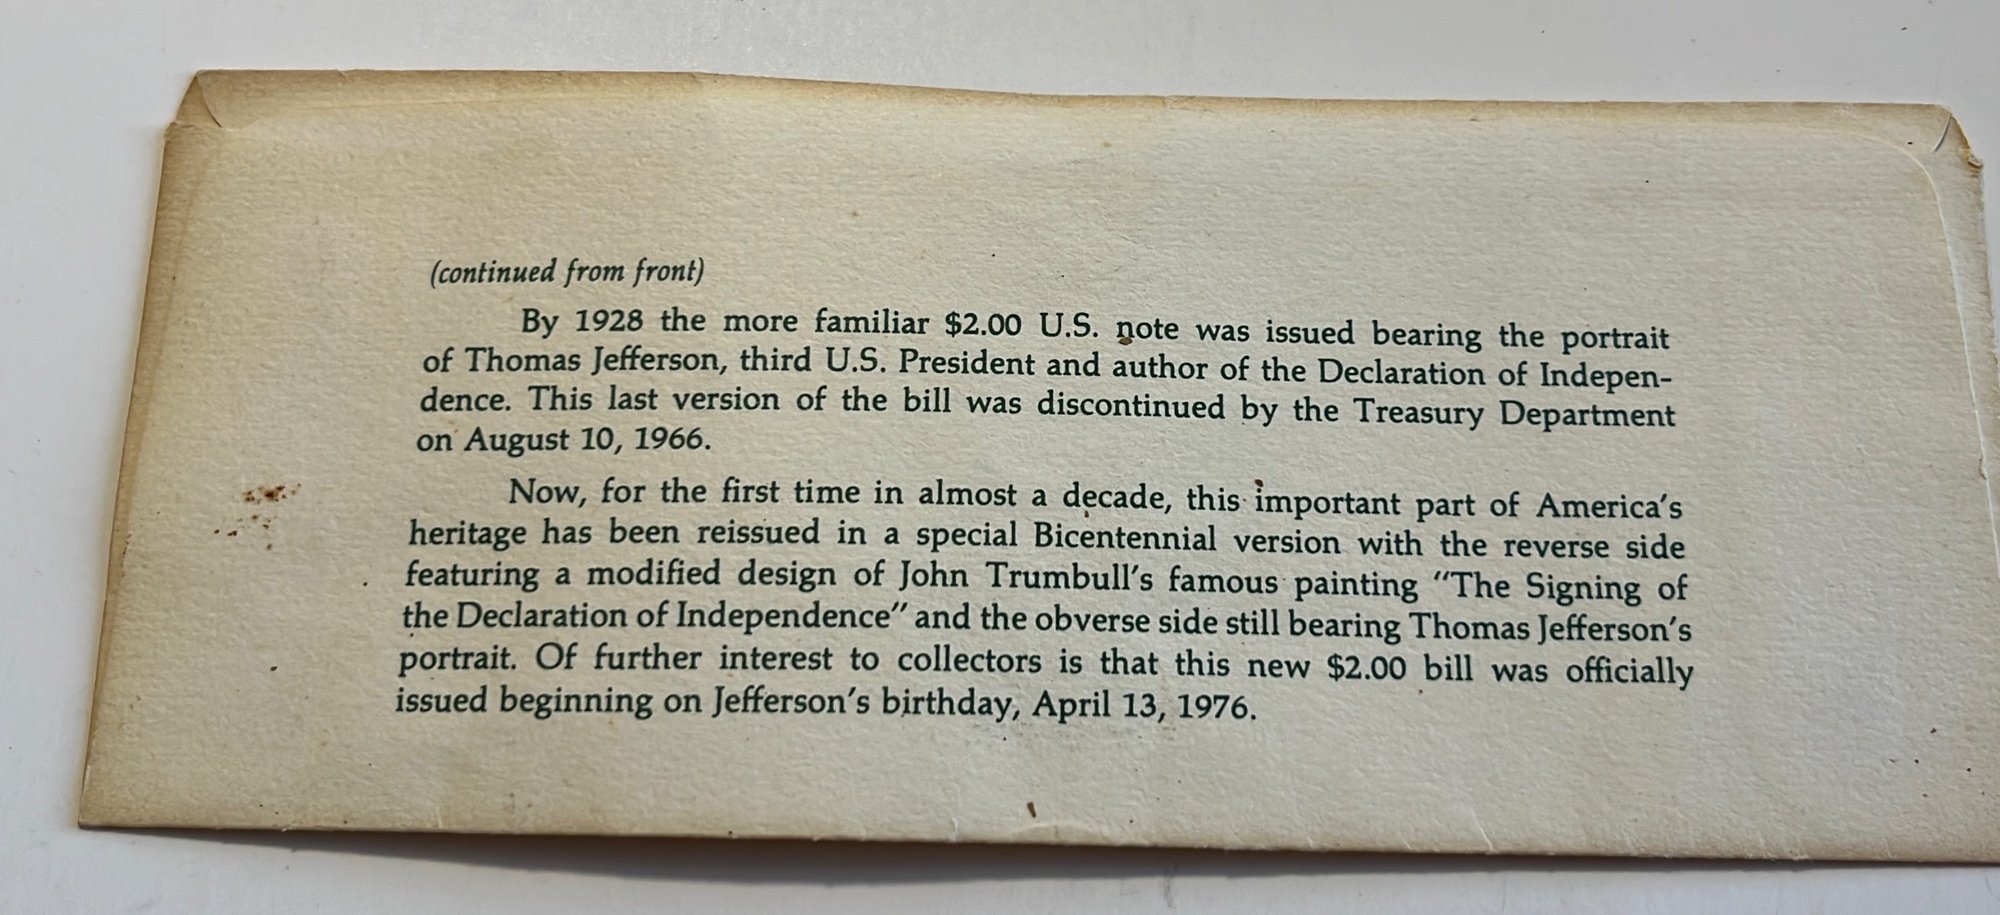 (continued from front)
By 1928 the more familiar $2.00 U.S. note was issued bearing the portrait
of Thomas Jefferson, third U.S. President and author of the Declaration of Indepen-
dence. This last version of the bill was discontinued by the Treasury Department
on August 10, 1966.
Now, for the first time in almost a decade, this important part of America's
heritage has been reissued in a special Bicentennial version with the reverse side
featuring a modified design of John Trumbull's famous painting "The Signing of
the Declaration of Independence" and the obverse side still bearing Thomas Jefferson's
portrait. Of further interest to collectors is that this new $2.00 bill was officially
issued beginning on Jefferson's birthday, April 13, 1976.